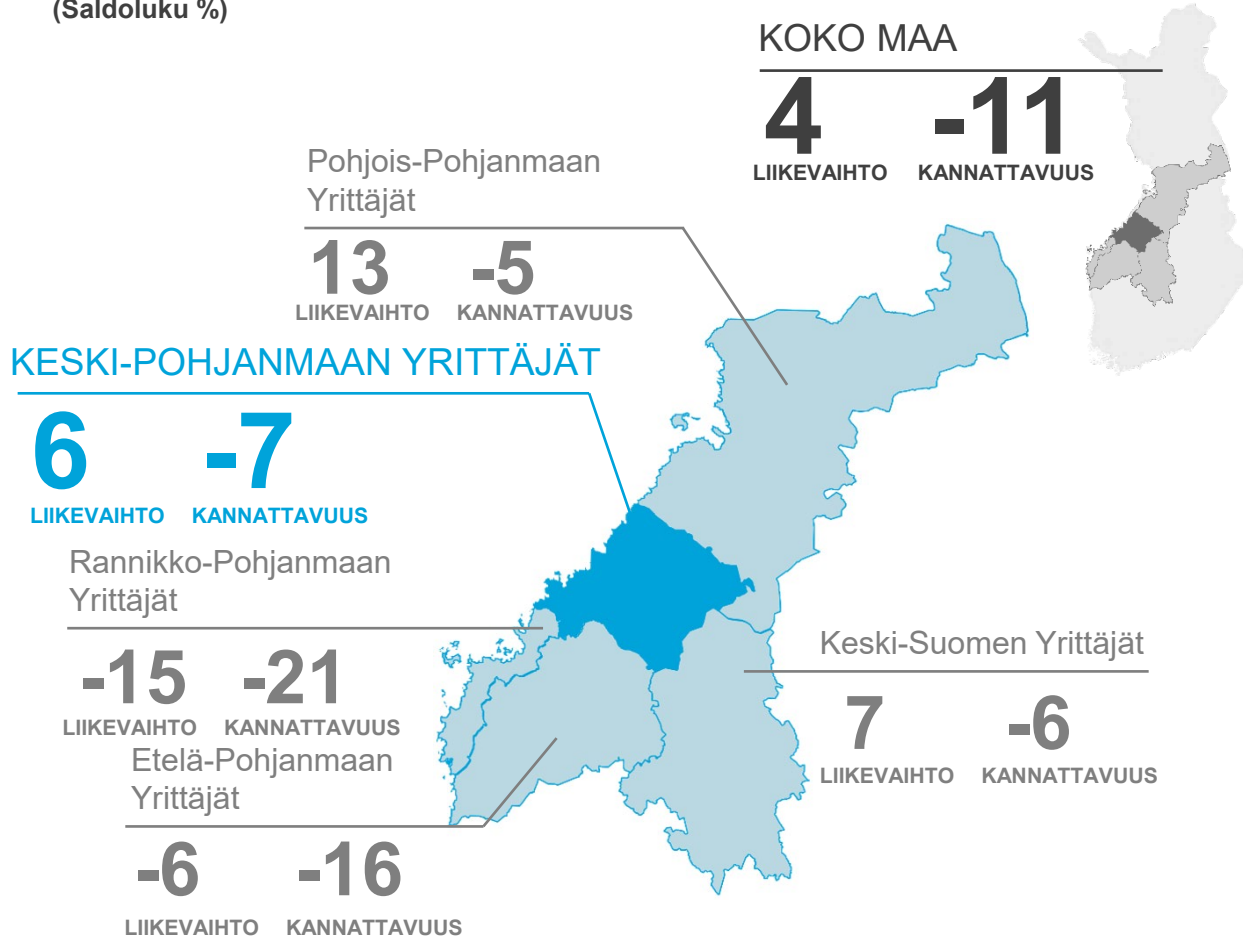 (Saldoluku %)
KOKO MAA
4 -11
LIIKEVAIHTO KANNATTAVUUS
Pohjois-Pohjanmaan
Yrittäjät
13 -5
LIIKEVAIHTO KANNATTAVUUS
KESKI-POHJANMAAN YRITTÄJÄT
6 -7
LIIKEVAIHTO KANNATTAVUUS
Rannikko-Pohjanmaan
Yrittäjät
-15 -21
LIIKEVAIHTO KANNATTAVUUS
Keski-Suomen Yrittäjät
7 -6
LIIKEVAIHTO KANNATTAVUUS
Etelä-Pohjanmaan
Yrittäjät
-6 -16
LIIKEVAIHTO KANNATTAVUUS